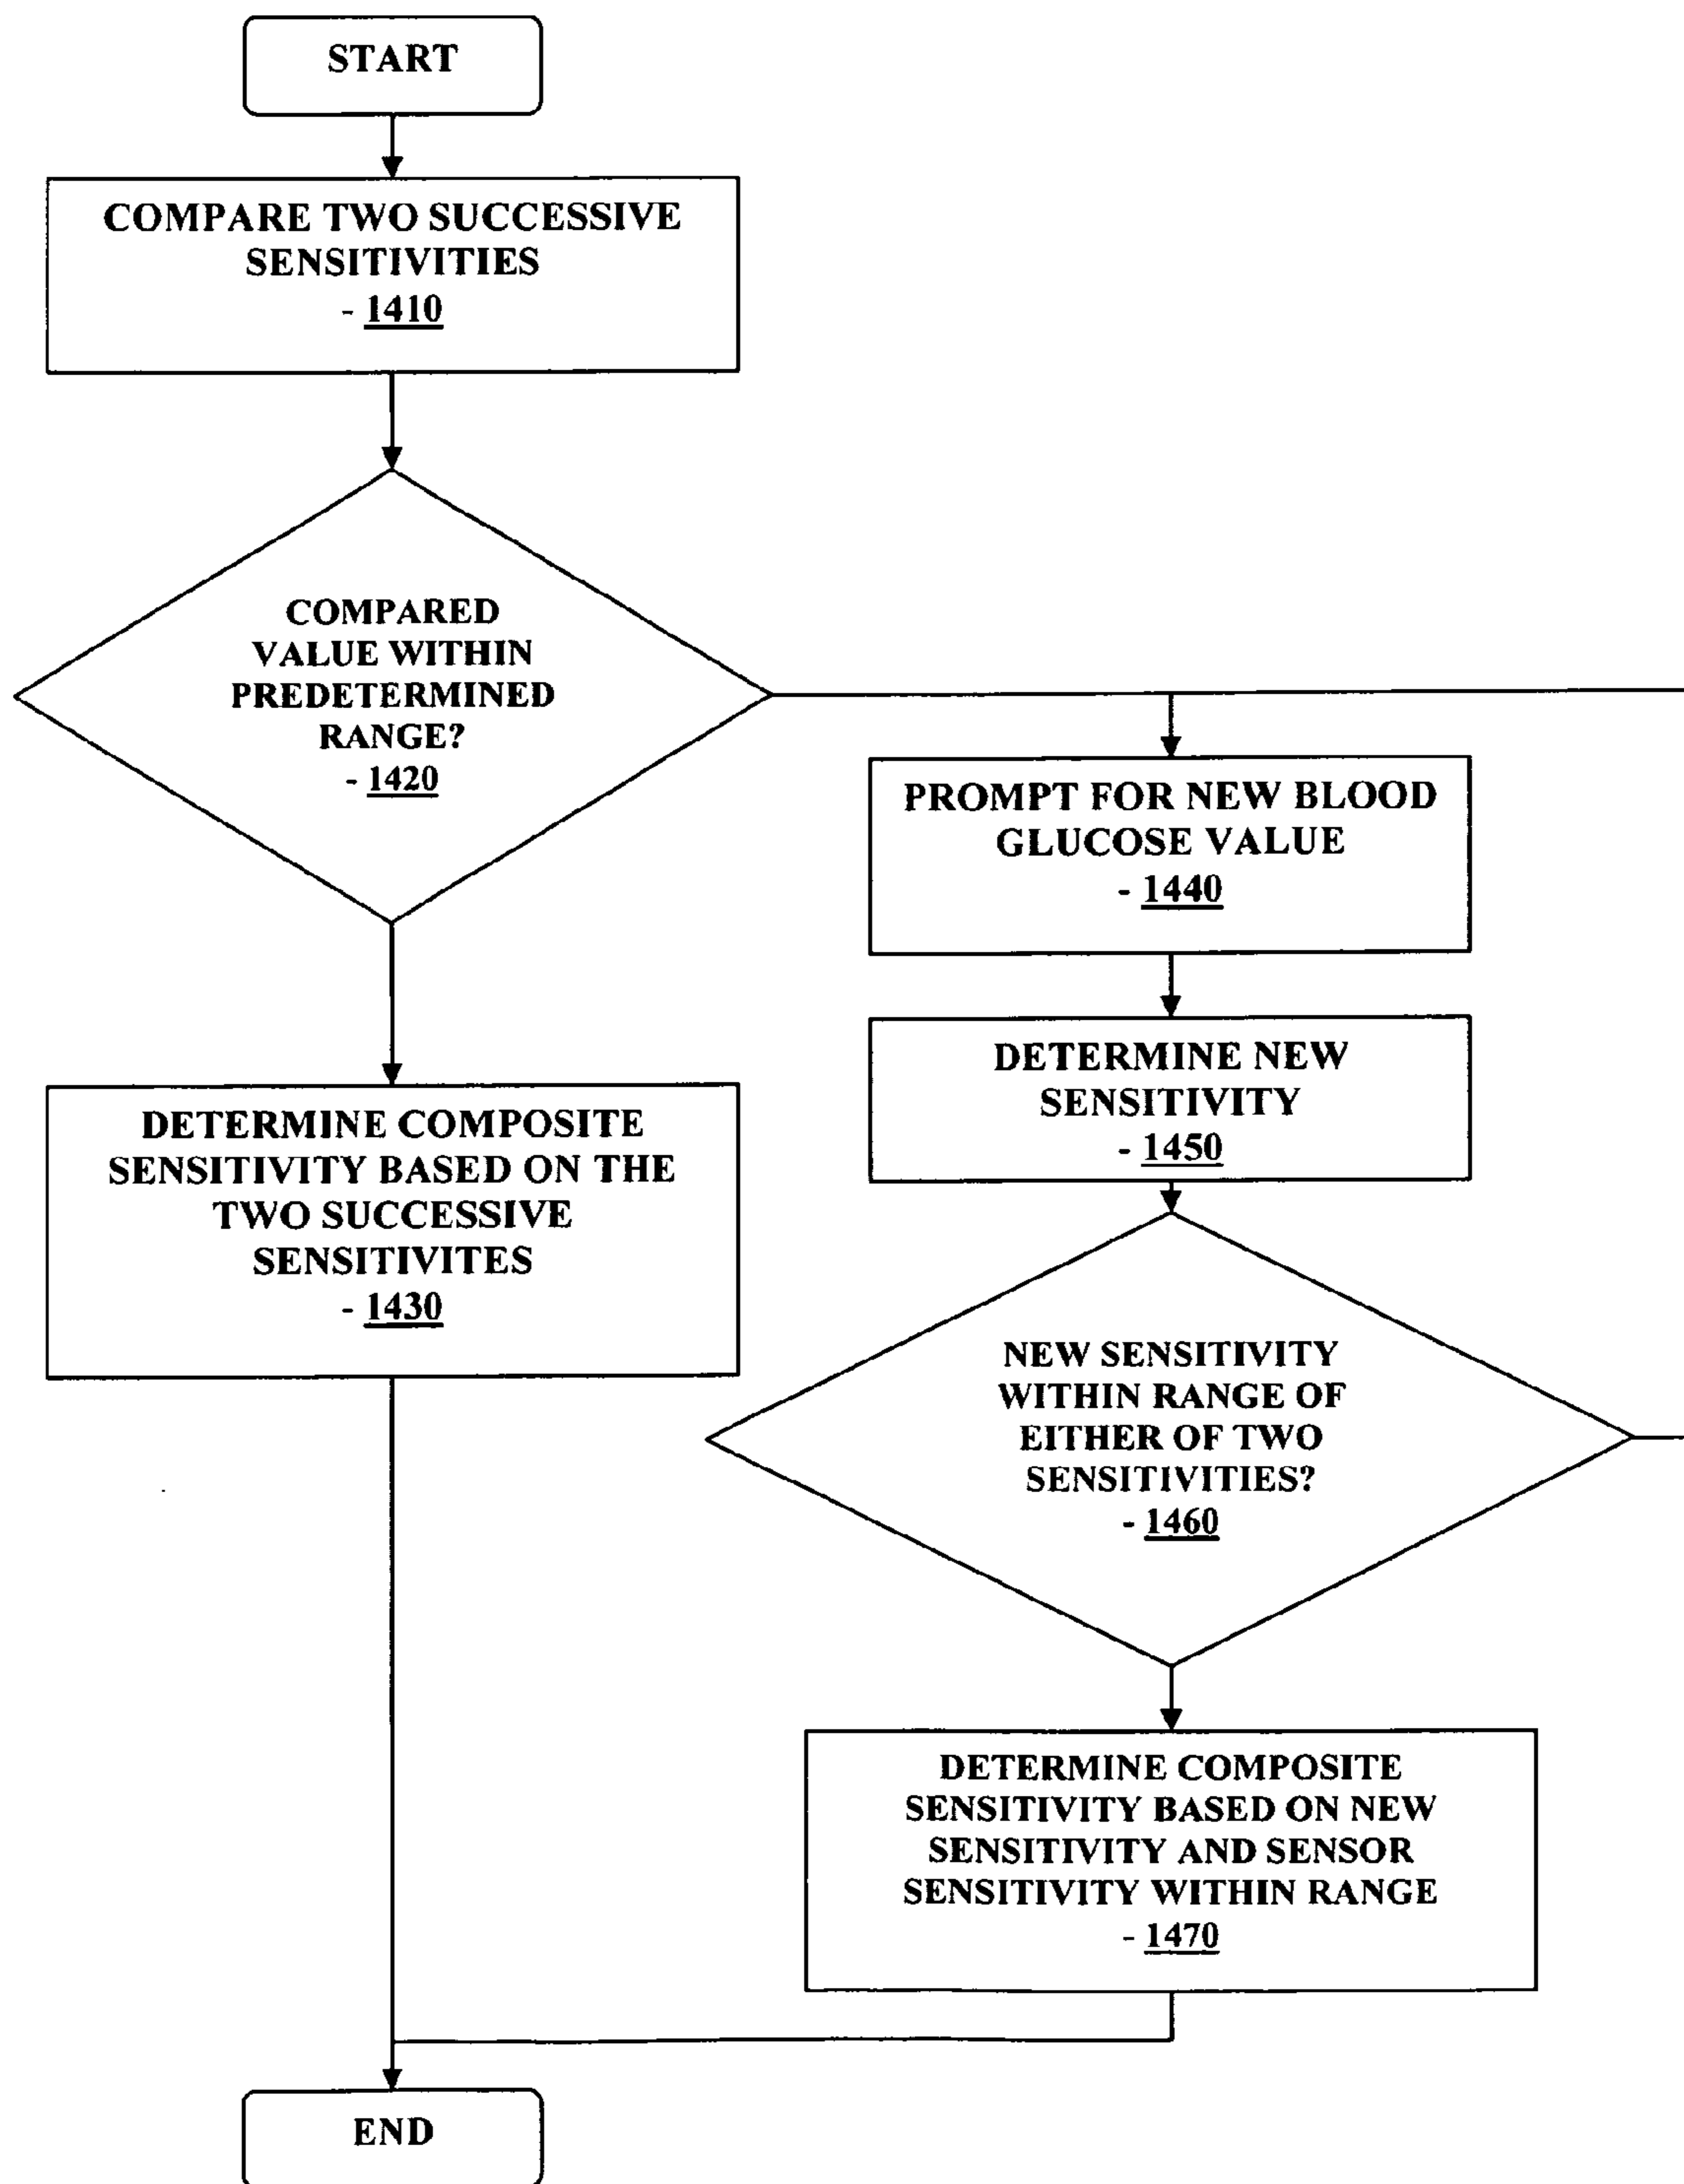 START
COMPARE TWO SUCCESSIVE
SENSITIVITIES
- 1410
COMPARED
VALUE WITHIN
PREDETERMINED
RANGE?
- 1420
PROMPT FOR NEW BLOOD
GLUCOSE VALUE
- 1440
DETERMINE NEW
SENSITIVITY
- 1450
DETERMINE COMPOSITE
SENSITIVITY BASED ON THE
TWO SUCCESSIVE
SENSITIVITES
- 1430
NEW SENSITIVITY
WITHIN RANGE OF
EITHER OF TWO
SENSITIVITIES?
- 1460
DETERMINE COMPOSITE
SENSITIVITY BASED ON NEW
SENSITIVITY AND SENSOR
SENSITIVITY WITHIN RANGE
- 1470
END